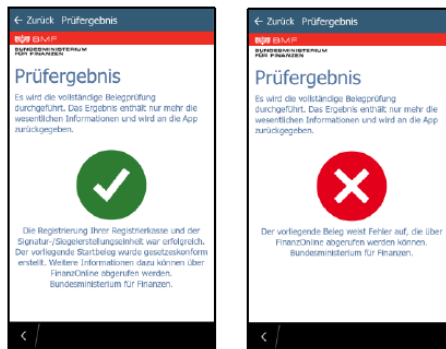 ← Zurück Prüfergebnis
BMF
BUNDESMINISTERIUM
FÜR FINANZEN
Prüfergebnis
Es wird die vollständige Belegprüfung
durchgeführt. Das Ergebnis enthält nur mehr die
wesentlichen Informationen und wird an die App
zurückgegeben.
Die Registrierung Ihrer Registrierkasse und der
Signatur-/Siegelerstellungseinheit war erfolgreich.
Der vorliegende Startbeleg wurde gesetzeskonform
erstellt. Weitere Informationen dazu können über
FinanzOnline abgerufen werden.
Bundesministerium für Finanzen.
← Zurück Prüfergebnis
BMF
BUNDESMINISTERIUM
FÜR FINANZEN
Prüfergebnis
Es wird die vollständige Belegprüfung
durchgeführt. Das Ergebnis enthält nur mehr die
wesentlichen Informationen und wird an die App
zurückgegeben.
Der vorliegende Beleg weist Fehler auf, die über
FinanzOnline abgerufen werden können.
Bundesministerium für Finanzen.